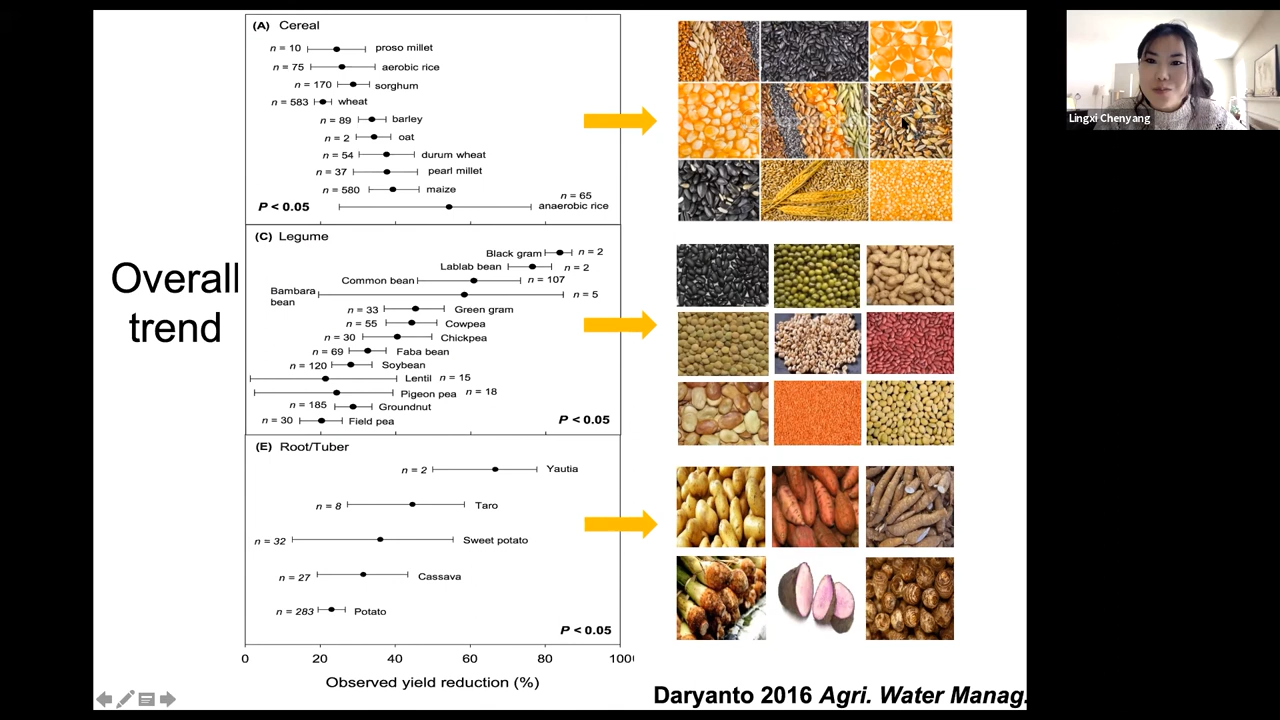 Overall
trend
(A) Cereal
n = 10 proso millet
n = 75 aerobic rice
n = 170 sorghum
n = 583 wheat
n = 89 barley
n = 2 oat
n = 54 durum wheat
n = 37 pearl millet
n = 580 maize
n = 65
P < 0.05 anaerobic rice
(C) Legume
Black gram n = 2
Lablab bean n = 2
Common bean n = 107
Bambara
bean n = 5
n = 33 Green gram
n = 55 Cowpea
n = 30 Chickpea
n = 69 Faba bean
n = 120 Soybean
Lentil n = 15
Pigeon pea n = 18
n = 185 Groundnut
n = 30 Field pea P < 0.05
(E) Root/Tuber
n = 2 Yautia
n = 8 Taro
n = 32 Sweet potato
n = 27 Cassava
n = 283 Potato
P < 0.05
0 20 40 60 80 100
Observed yield reduction (%)
Daryanto 2016 Agri. Water Manag.
Lingxi Chenyang